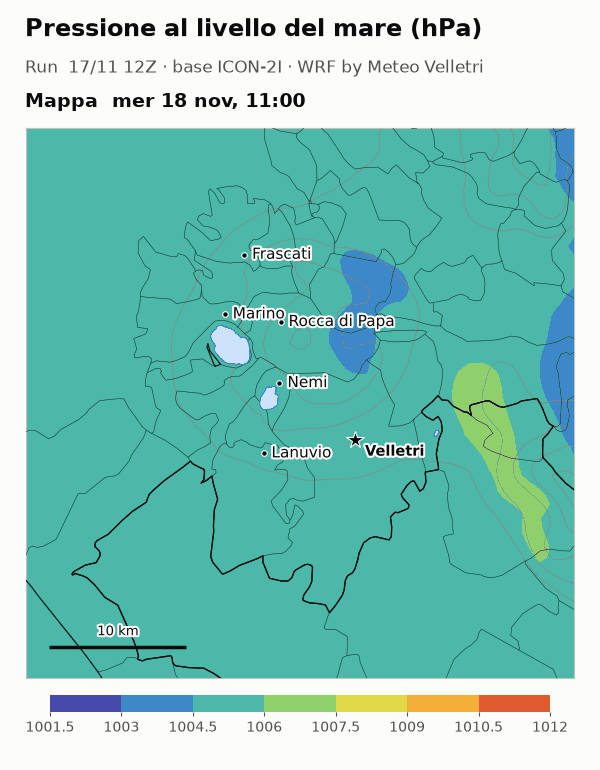 Pressione al livello del mare (hPa)
Run  17/11 12Z · base ICON-2I · WRF by Meteo Velletri
Mappa  mer 18 nov, 11:00
Frascati
Marino
Rocca di Papa
Nemi
Lanuvio
Velletri
10 km
1001.5 1003 1004.5 1006 1007.5 1009 1010.5 1012